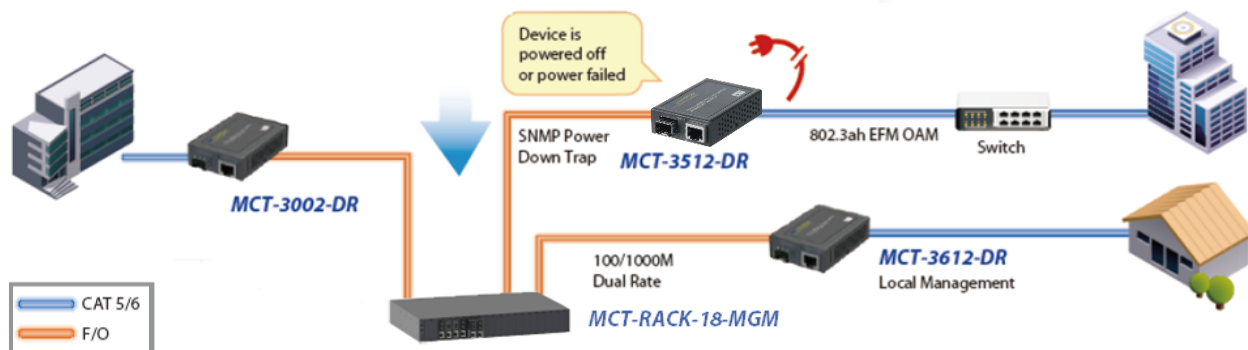 Device is
powered off
or power failed
SNMP Power
Down Trap
MCT-3512-DR
802.3ah EFM OAM
Switch
MCT-3002-DR
100/1000M
Dual Rate
MCT-3612-DR
Local Management
CAT 5/6
F/O
MCT-RACK-18-MGM